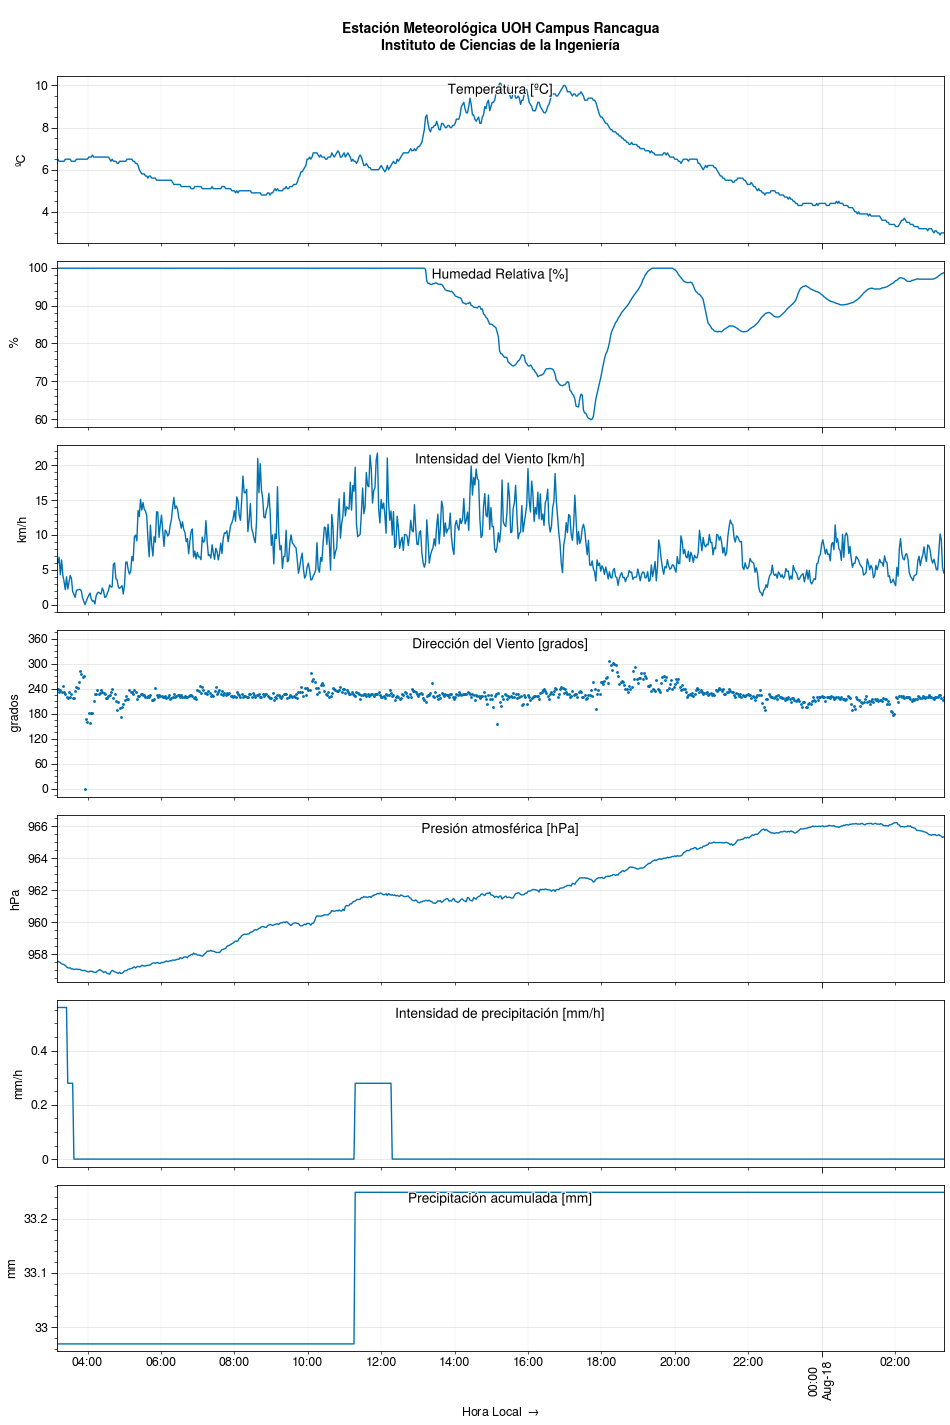 Estación Meteorológica UOH Campus Rancagua
Instituto de Ciencias de la Ingeniería
Temperatura [ºC]
ºC
10
8
6
4
Humedad Relativa [%]
%
100
90
80
70
60
Intensidad del Viento [km/h]
km/h
20
15
10
5
0
Dirección del Viento [grados]
grados
360
300
240
180
120
60
0
Presión atmosférica [hPa]
hPa
966
964
962
960
958
Intensidad de precipitación [mm/h]
mm/h
0.4
0.2
0
Precipitación acumulada [mm]
mm
33.2
33.1
33
04:00 06:00 08:00 10:00 12:00 14:00 16:00 18:00 20:00 22:00 00:00 02:00
Aug-18
Hora Local →